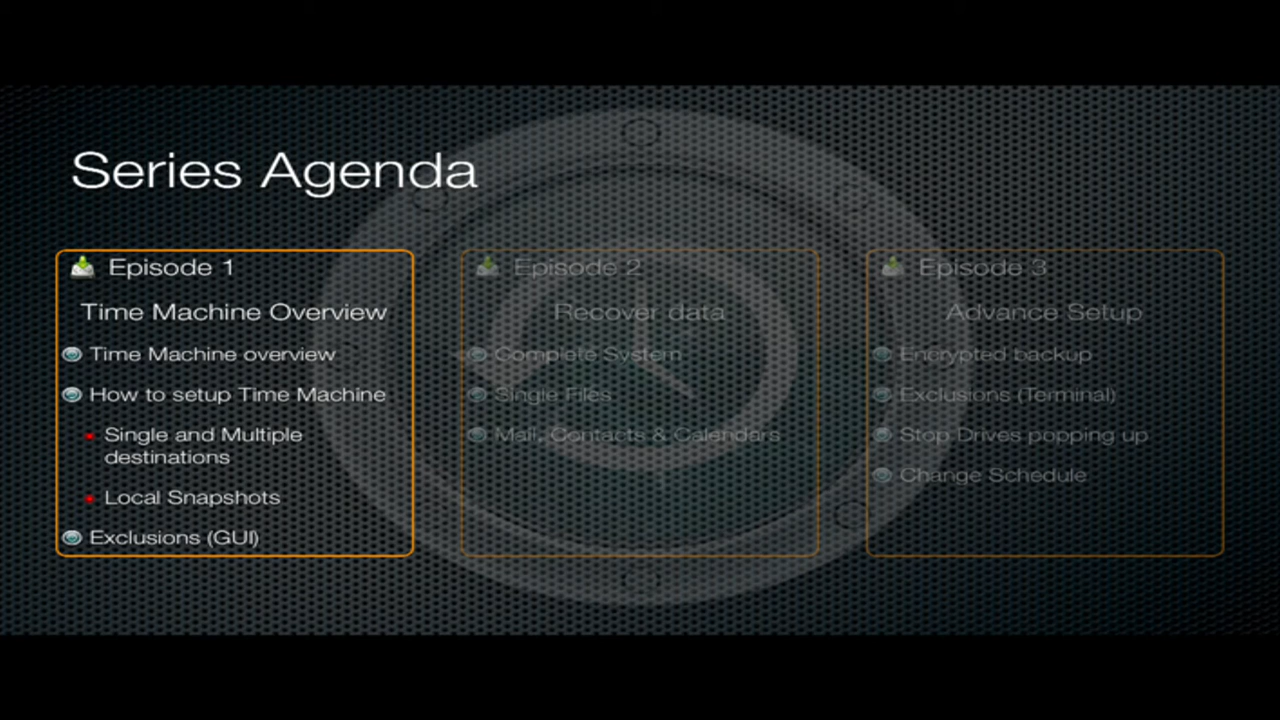 Series Agenda
Episode 1
Time Machine Overview
Time Machine overview
How to setup Time Machine
Single and Multiple
destinations
Local Snapshots
Exclusions (GUI)
Episode 2
Recover data
Complete System
Single Files
Mail, Contacts & Calendars
Episode 3
Advance Setup
Encrypted backup
Exclusions (Terminal)
Stop Drives popping up
Change Schedule